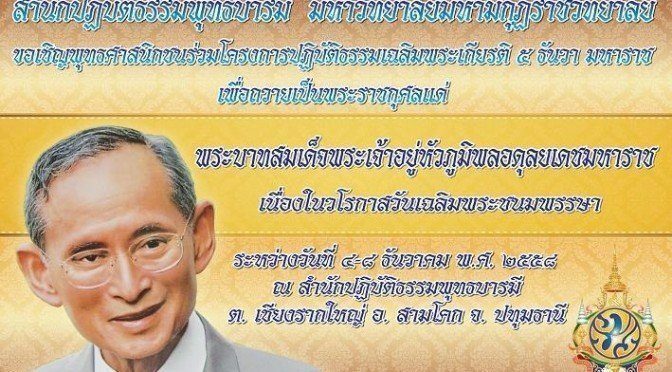 สำนักปฏิบัติธรรมพุทธบารมี มหาวิทยาลัยมหามกุฏราชวิทยาลัย
ขอเชิญพุทธศาสนิกชนร่วมโครงการปฏิบัติธรรมเฉลิมพระเกียรติ ๕ ธันวา มหาราช
เพื่อถวายเป็นพระราชกุศลแด่
พระบาทสมเด็จพระเจ้าอยู่หัวภูมิพลอดุลยเดชมหาราช
เนื่องในวโรกาสวันเฉลิมพระชนมพรรษา
ระหว่างวันที่ ๔-๘ ธันวาคม พ.ศ. ๒๕๕๘
ณ สำนักปฏิบัติธรรมพุทธบารมี
ต. เชียงรากใหญ่ อ. สามโคก จ. ปทุมธานี